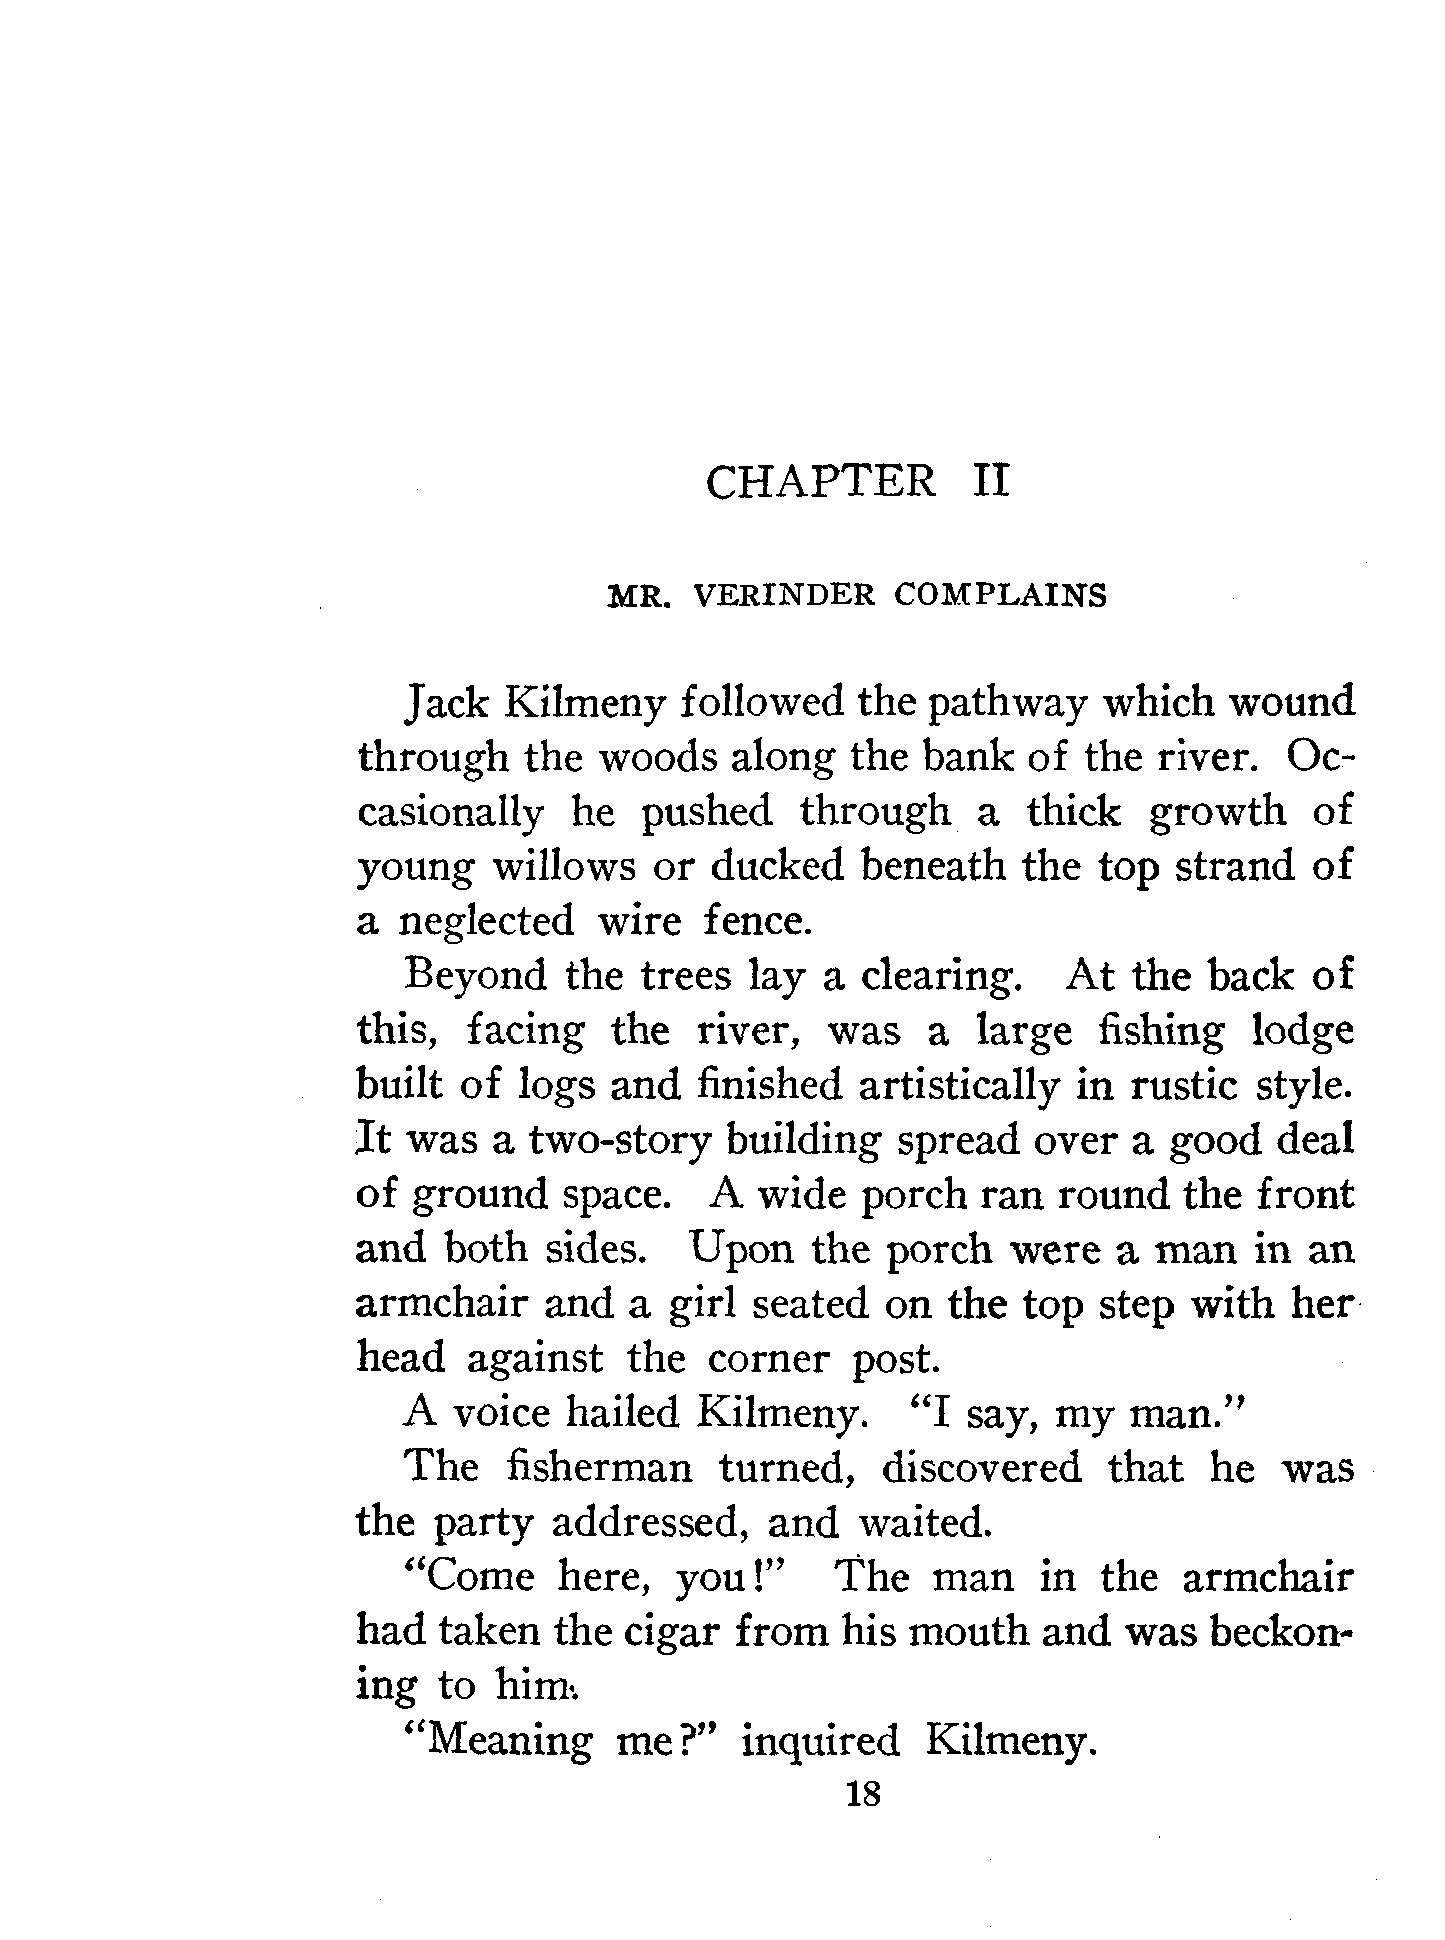 CHAPTER II
MR. VERINDER COMPLAINS
Jack Kilmeny followed the pathway which wound
through the woods along the bank of the river. Oc-
casionally he pushed through a thick growth of
young willows or ducked beneath the top strand of
a neglected wire fence.
Beyond the trees lay a clearing. At the back of
this, facing the river, was a large fishing lodge
built of logs and finished artistically in rustic style.
It was a two-story building spread over a good deal
of ground space. A wide porch ran round the front
and both sides. Upon the porch were a man in an
armchair and a girl seated on the top step with her
head against the corner post.
A voice hailed Kilmeny. “I say, my man.”
The fisherman turned, discovered that he was
the party addressed, and waited.
“Come here, you!” The man in the armchair
had taken the cigar from his mouth and was beckon-
ing to him.
“Meaning me?” inquired Kilmeny.
18